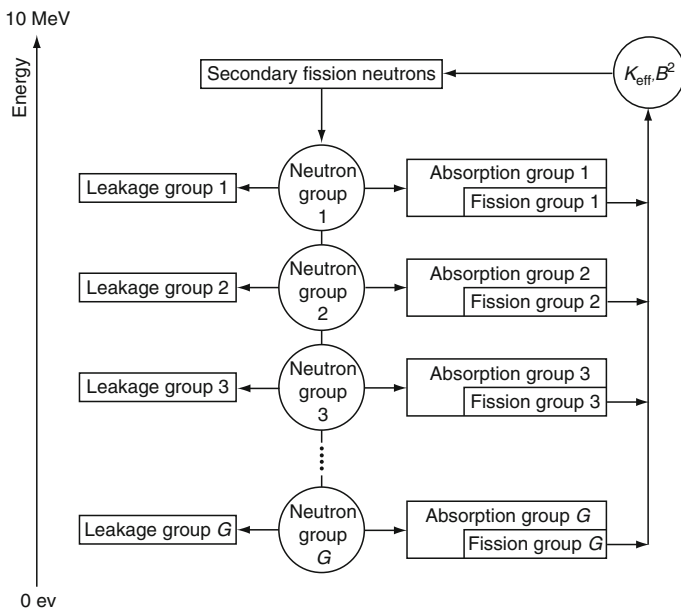 10 MeV
Energy
Secondary fission neutrons
K_eff,B^2
Leakage group 1
Neutron
group
1
Absorption group 1
Fission group 1
Leakage group 2
Neutron
group
2
Absorption group 2
Fission group 2
Leakage group 3
Neutron
group
3
Absorption group 3
Fission group 3
Leakage group G
Neutron
group
G
Absorption group G
Fission group G
0 ev